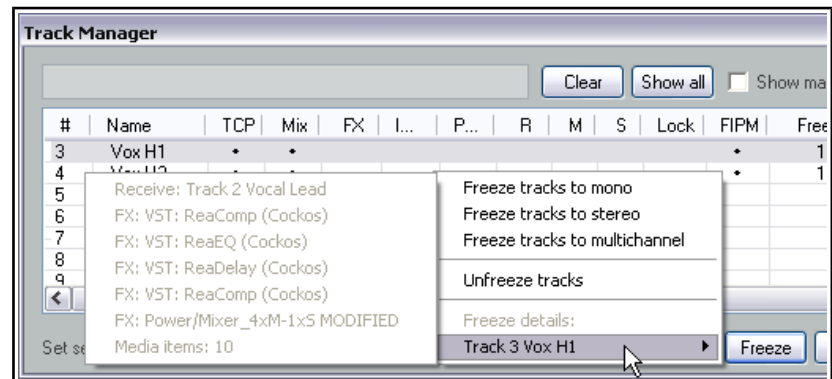 Track Manager
Clear Show all Show ma
# Name TCP Mix FX I... P... R M S Lock FIPM Free
3 Vox H1 • • • 1
4 • 1
5
6
7
8
9
Receive: Track 2 Vocal Lead
FX: VST: ReaComp (Cockos)
FX: VST: ReaEQ (Cockos)
FX: VST: ReaDelay (Cockos)
FX: VST: ReaComp (Cockos)
FX: Power/Mixer_4xM-1xS MODIFIED
Media items: 10
Freeze tracks to mono
Freeze tracks to stereo
Freeze tracks to multichannel
Unfreeze tracks
Freeze details:
Track 3 Vox H1
Set se
Freeze